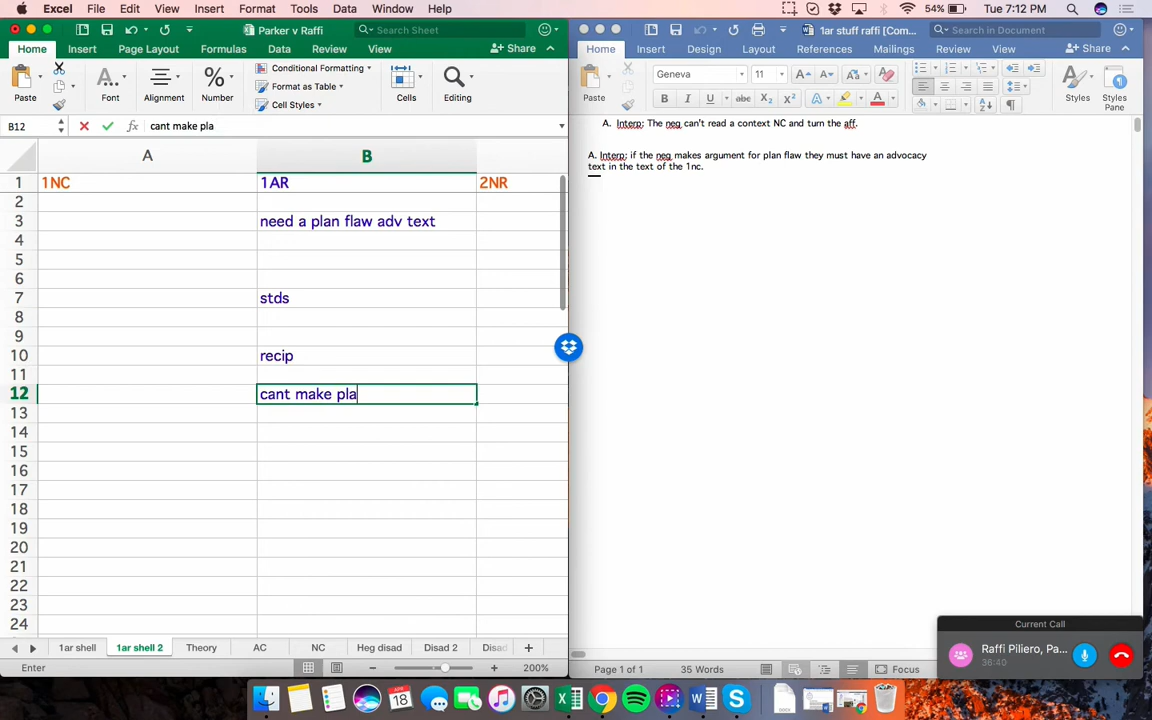 Excel File Edit View Insert Format Tools Data Window Help
54% Tue 7:12 PM
Parker v Raffi
Search Sheet
Home Insert Page Layout Formulas Data Review View
Share
Paste
Font
Alignment
Number
Conditional Formatting
Format as Table
Cell Styles
Cells
Editing
B12 fx cant make pla
A B
1 1NC 1AR 2NR
2
3 need a plan flaw adv text
4
5
6
7 stds
8
9
10 recip
11
12 cant make pla
13
14
15
16
17
18
19
20
21
22
23
24
1ar shell 1ar shell 2 Theory AC NC Heg disad Disad 2 Disad
Enter 200%
1ar stuff raffi [Com...
Search in Document
Home Insert Design Layout References Mailings Review View
Share
Paste
Geneva 11
B I U abc X2 X2
Styles
Styles Pane
A. Interp; The neg can't read a context NC and turn the aff.
A. Interp; if the neg makes argument for plan flaw they must have an advocacy
text in the text of the 1nc.
Page 1 of 1 35 Words Focus
Current Call
Raffi Piliero, Pa...
36:40
APR
18